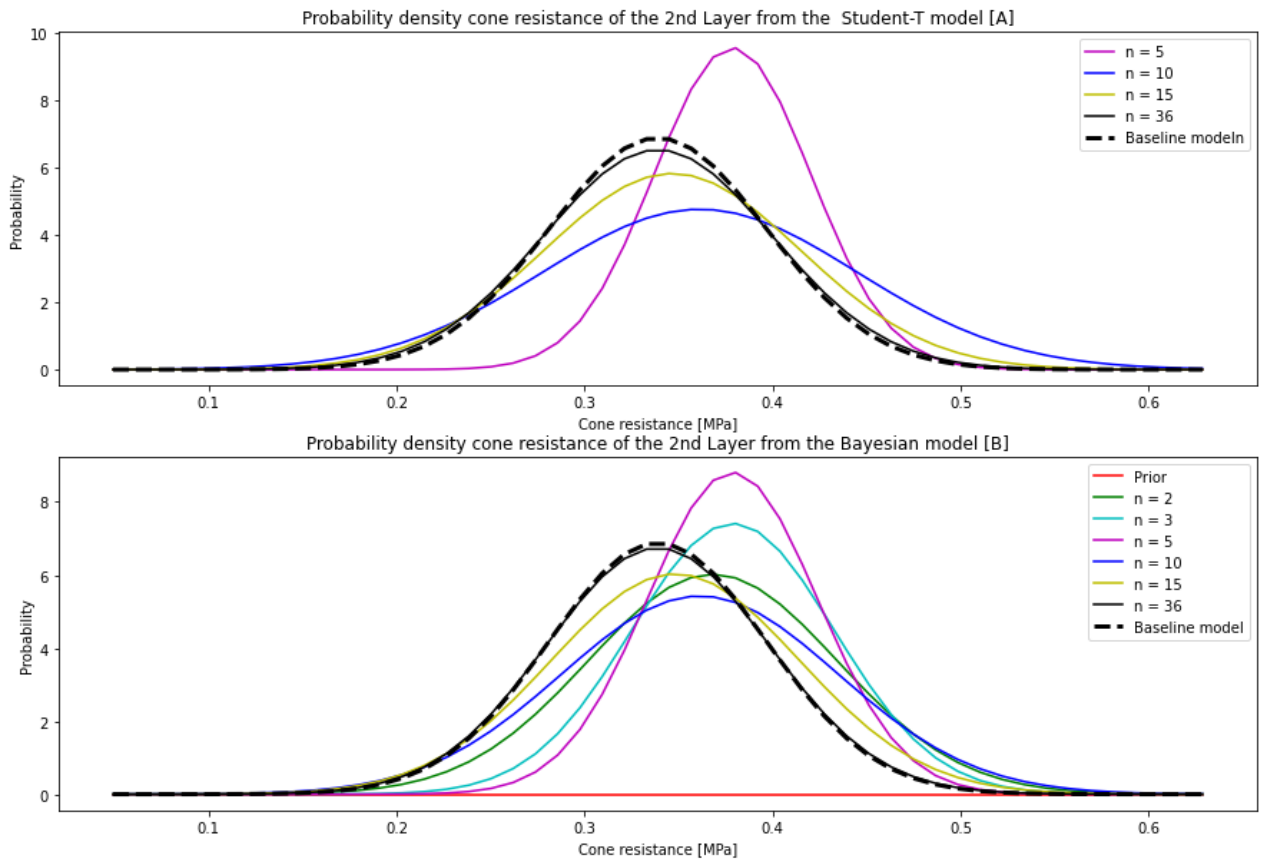 Probability density cone resistance of the 2nd Layer from the  Student-T model [A]
10
8
6
4
2
0
Probability
n = 5
n = 10
n = 15
n = 36
Baseline modeln
0.1 0.2 0.3 0.4 0.5 0.6
Cone resistance [MPa]
Probability density cone resistance of the 2nd Layer from the Bayesian model [B]
8
6
4
2
0
Probability
Prior
n = 2
n = 3
n = 5
n = 10
n = 15
n = 36
Baseline model
0.1 0.2 0.3 0.4 0.5 0.6
Cone resistance [MPa]